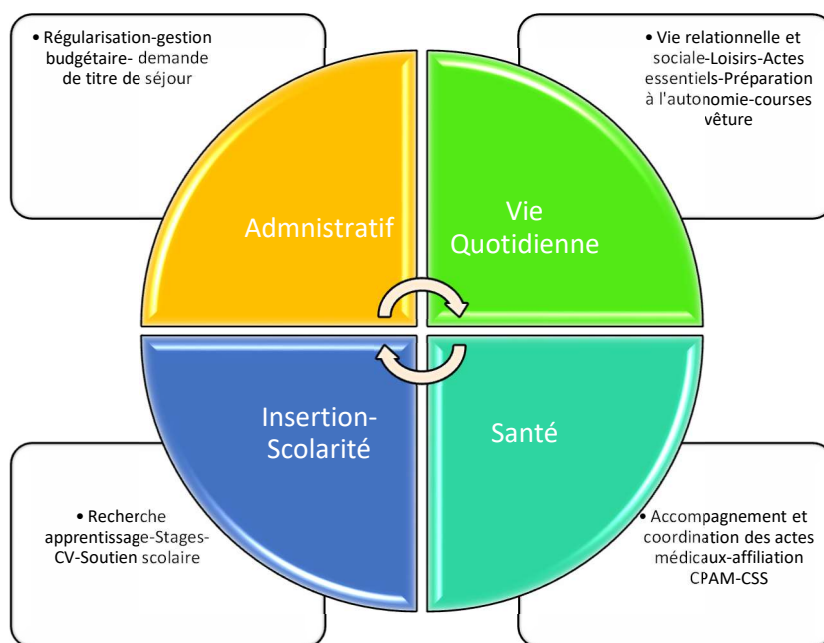 • Régularisation-gestion
budgétaire- demande
de titre de séjour
• Vie relationnelle et
sociale-Loisirs-Actes
essentiels-Préparation
à l'autonomie-courses
vêture
Admnistratif
Vie
Quotidienne
Insertion-
Scolarité
Santé
• Recherche
apprentissage-Stages-
CV-Soutien scolaire
• Accompagnement et
coordination des actes
médicaux-affiliation
CPAM-CSS